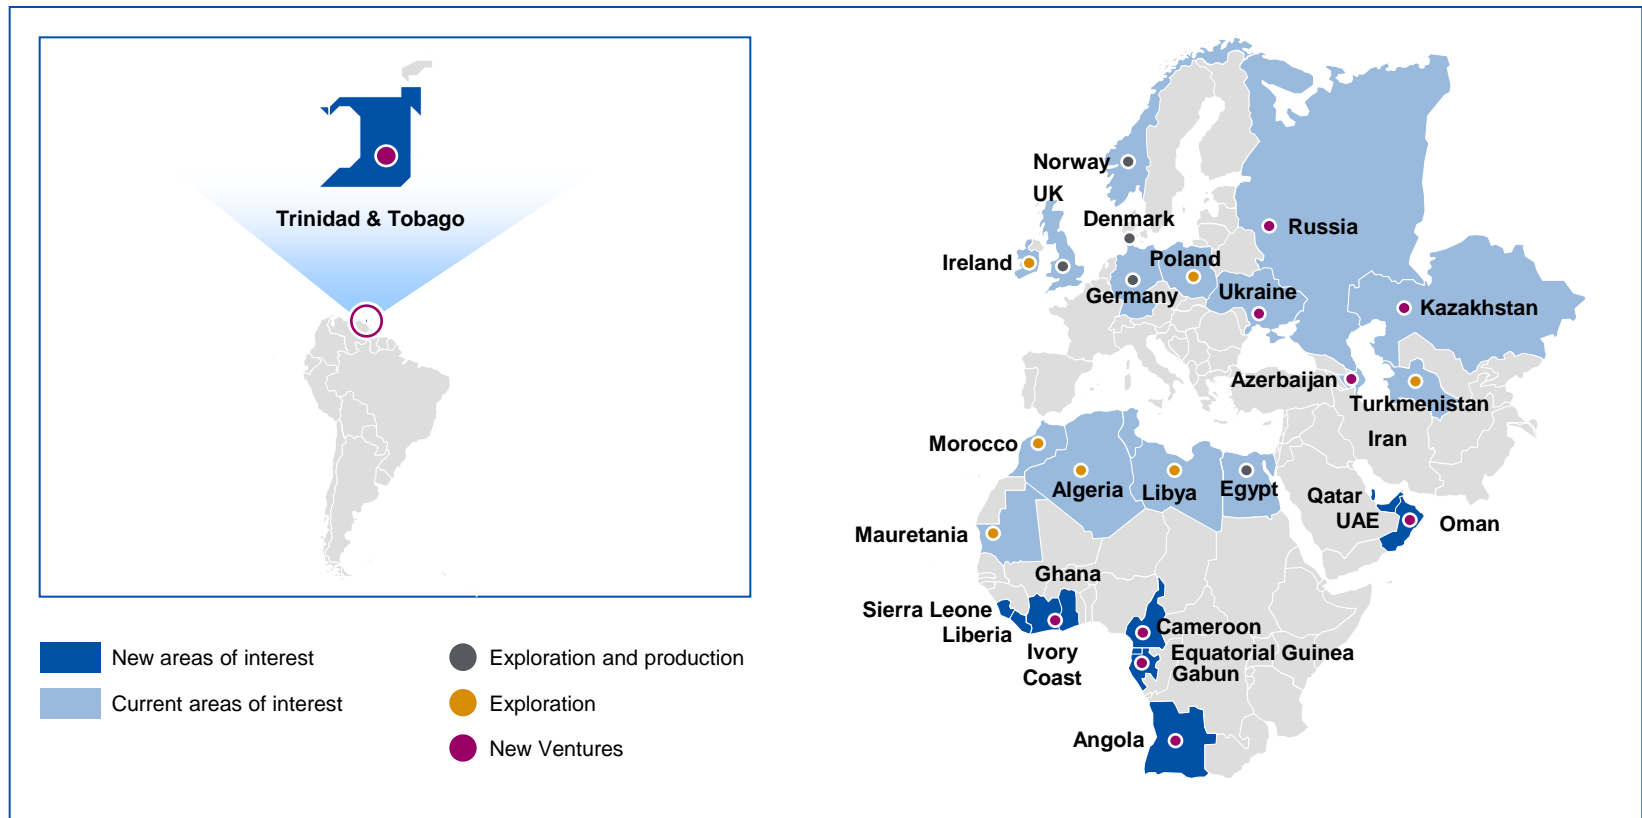 Trinidad & Tobago
New areas of interest
Current areas of interest
Exploration and production
Exploration
New Ventures
Norway
UK
Denmark
Russia
Ireland
Poland
Germany
Ukraine
Kazakhstan
Azerbaijan
Turkmenistan
Iran
Morocco
Algeria
Libya
Egypt
Qatar
UAE
Oman
Mauretania
Ghana
Sierra Leone
Liberia
Ivory
Coast
Cameroon
Equatorial Guinea
Gabun
Angola